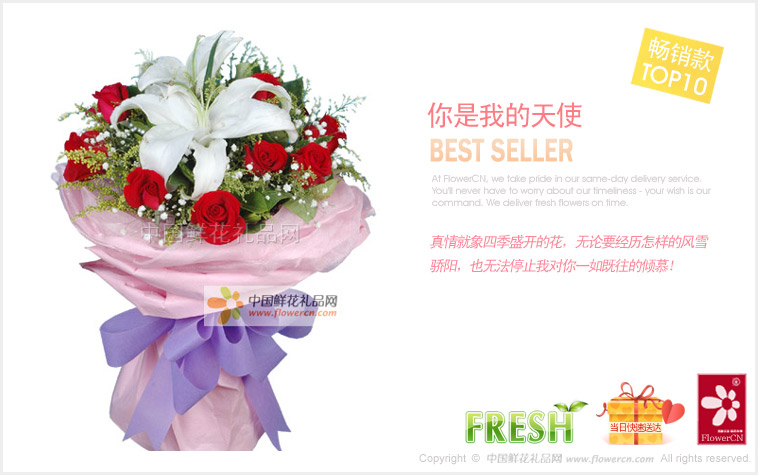 畅销款
TOP10
你是我的天使
BEST SELLER
At FlowerCN, we take pride in our same-day delivery service.
You'll never have to worry about our timeliness - your wish is our
command. We deliver fresh flowers on time.
真情就象四季盛开的花，无论要经历怎样的风雪
骄阳，也无法停止我对你一如既往的倾慕！
中国鲜花礼品网
中国鲜花礼品网
www.flowercn.com
FRESH
当日快速送达
FlowerCN
Copyright © 中国鲜花礼品网 www.flowercn.com All rights reserved.